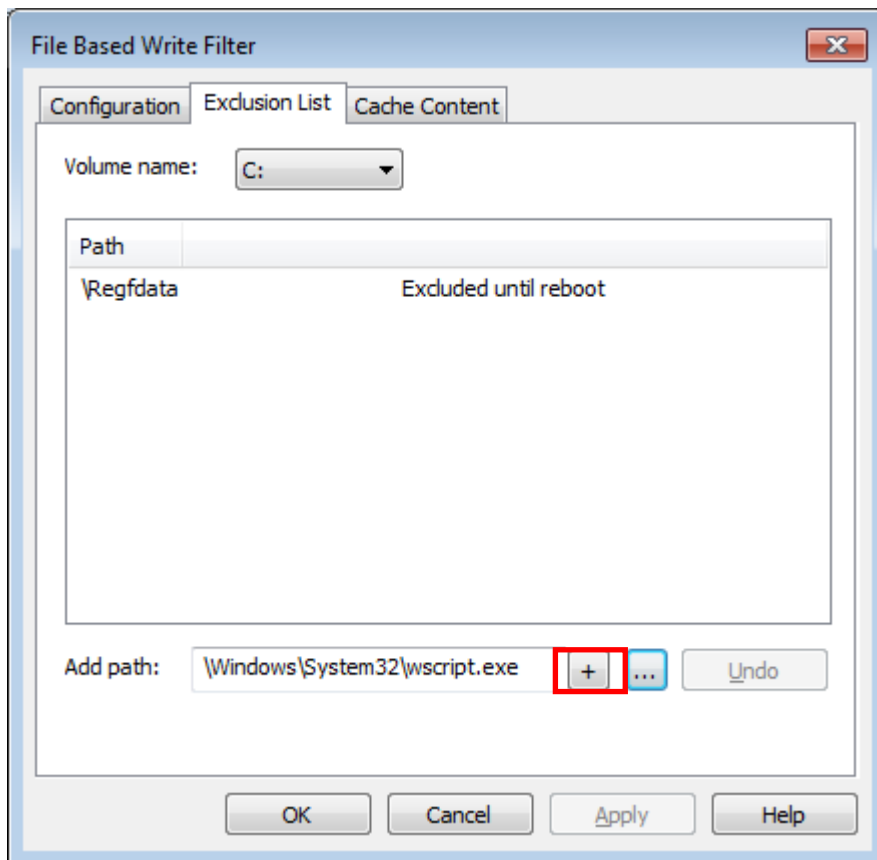 File Based Write Filter
Configuration Exclusion List Cache Content
Volume name: C:
Path
\Regfdata Excluded until reboot
Add path: \Windows\System32\wscript.exe + ... Undo
OK Cancel Apply Help